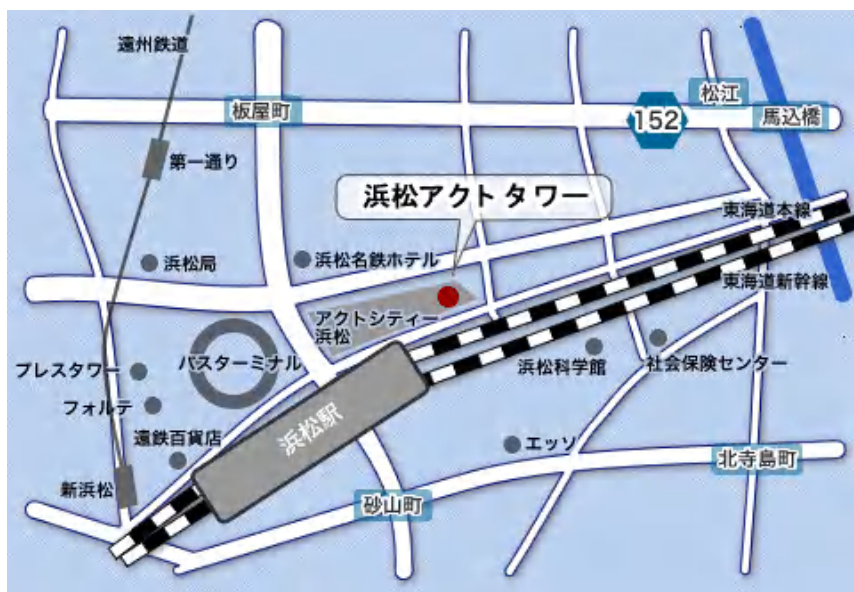 遠州鉄道
松江
板屋町
152
馬込橋
第一通り
浜松アクトタワー
東海道本線
浜松局
浜松名鉄ホテル
東海道新幹線
アクトシティー
浜松
プレスタワー
バスターミナル
浜松科学館
社会保険センター
フォルテ
浜松駅
遠鉄百貨店
エッソ
北寺島町
新浜松
砂山町